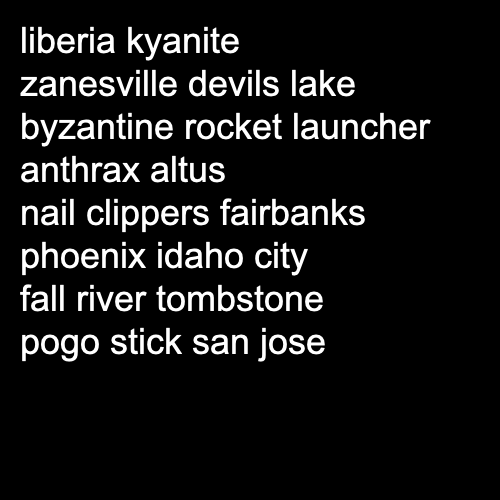 liberia kyanite
zanesville devils lake
byzantine rocket launcher
anthrax altus
nail clippers fairbanks
phoenix idaho city
fall river tombstone
pogo stick san jose